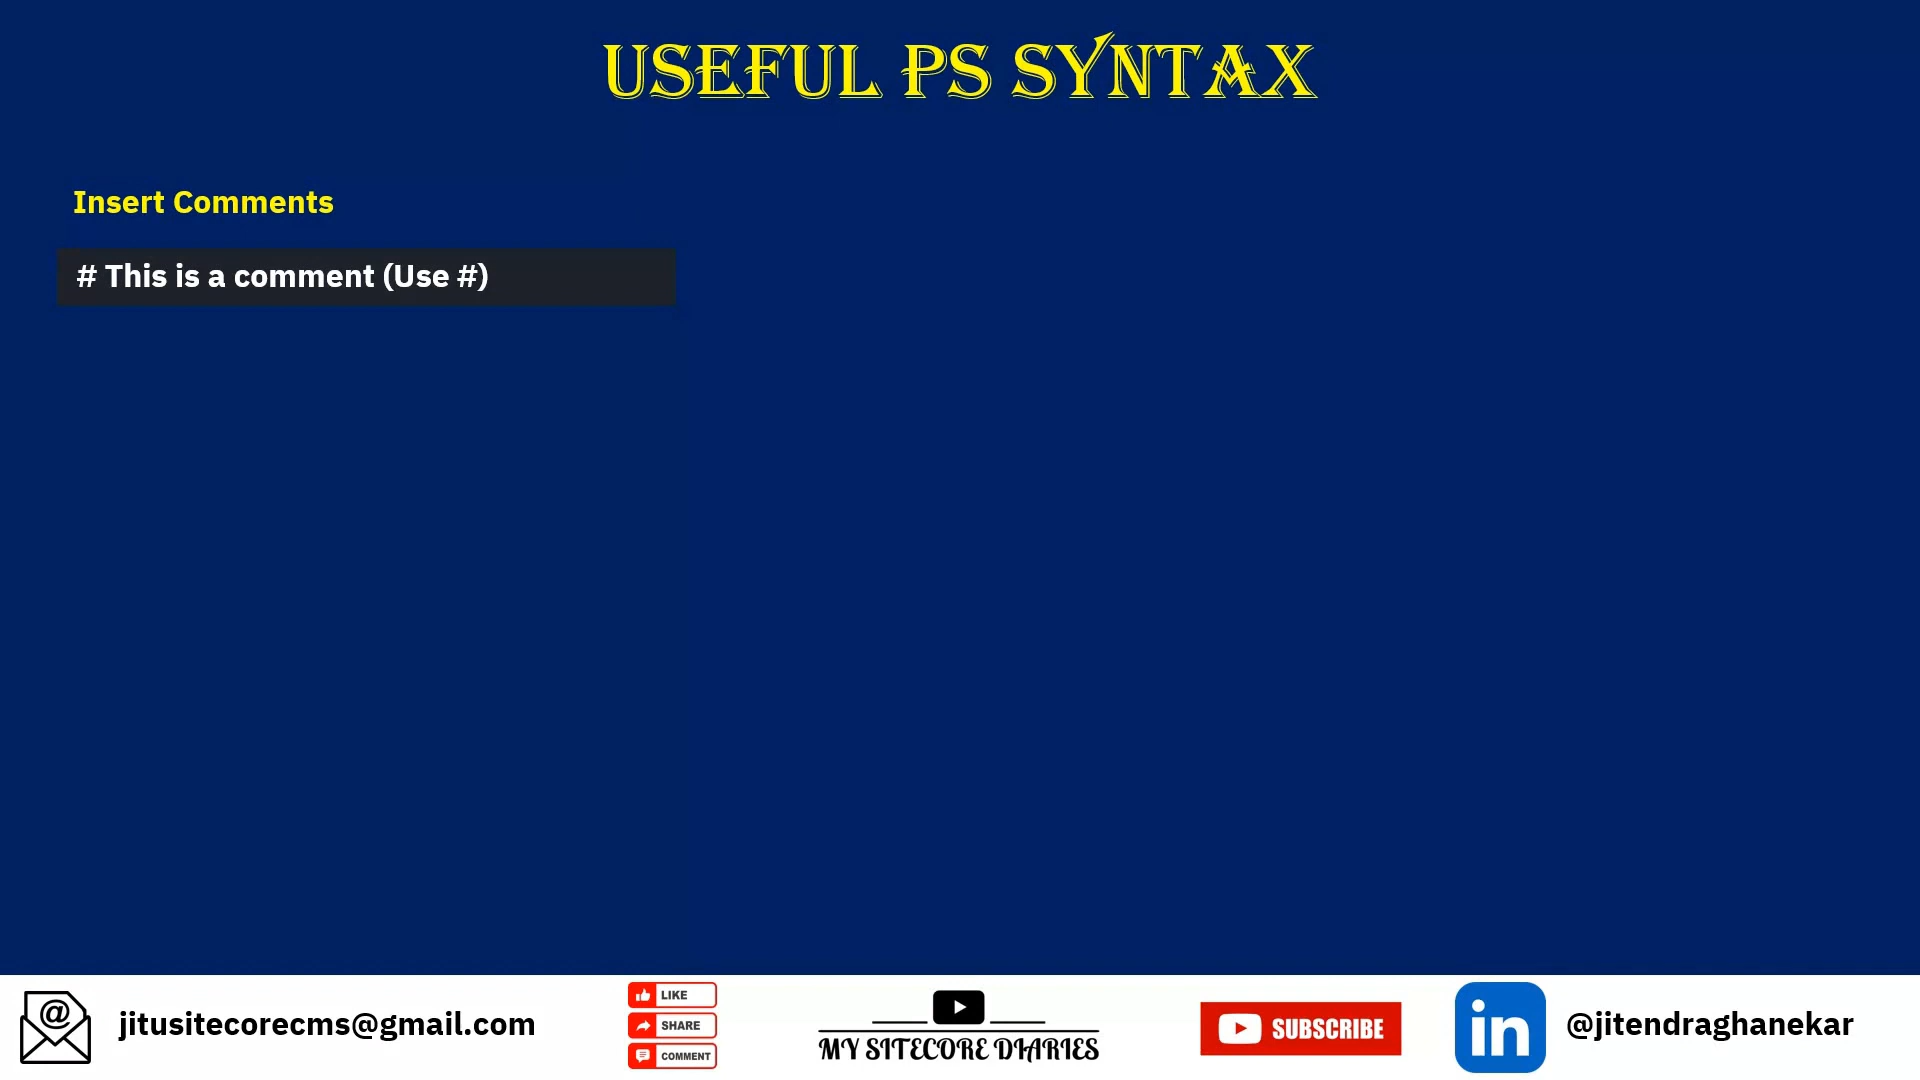 USEFUL PS SYNTAX
Insert Comments
# This is a comment (Use #)
@
jitusitecorecms@gmail.com
LIKE
SHARE
COMMENT
MY SITECORE DIARIES
SUBSCRIBE
in
@jitendraghanekar